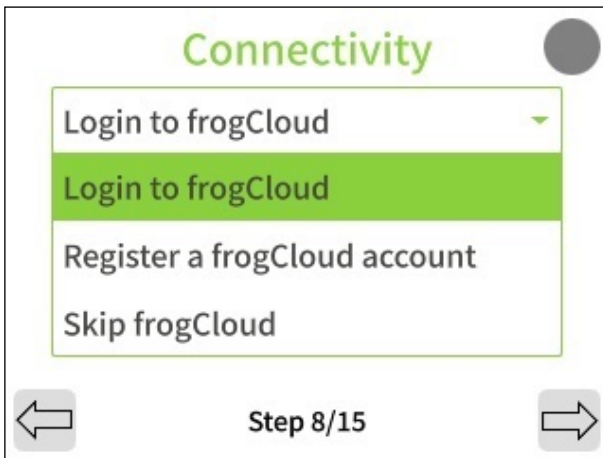 Connectivity
Login to frogCloud
Login to frogCloud
Register a frogCloud account
Skip frogCloud
Step 8/15